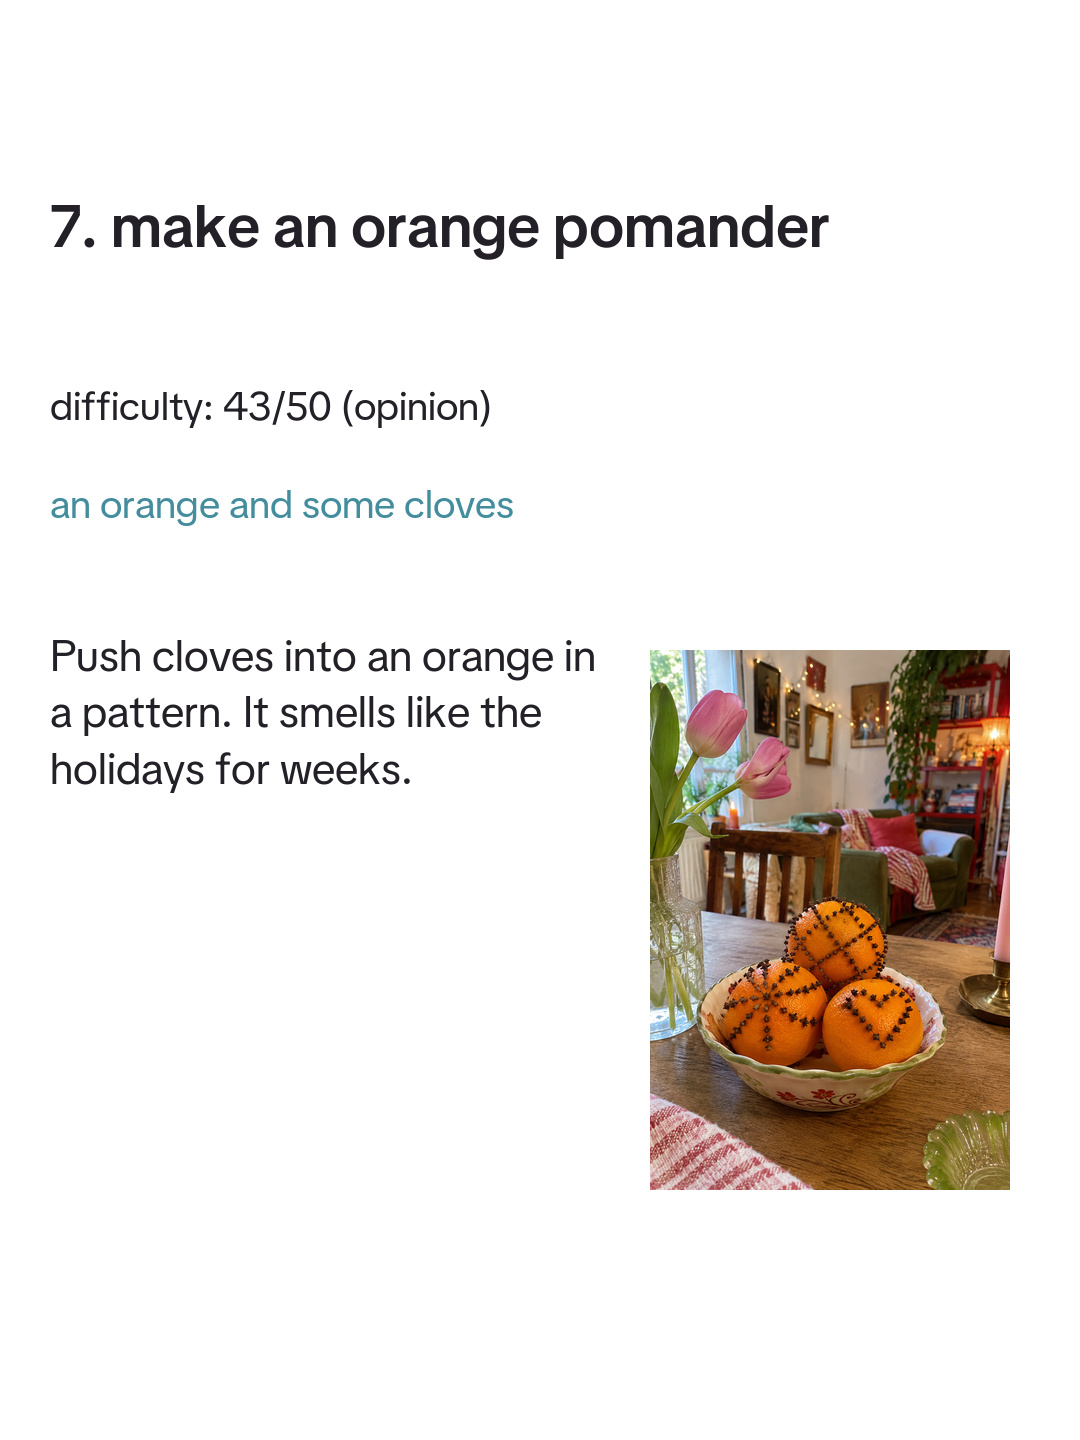 7. make an orange pomander
difficulty: 43/50 (opinion)
an orange and some cloves
Push cloves into an orange in
a pattern. It smells like the
holidays for weeks.